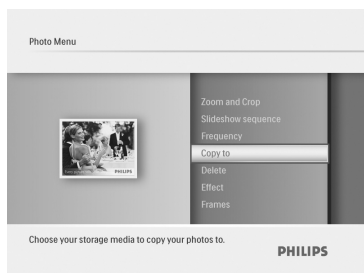 Photo Menu
Zoom and Crop
Slideshow sequence
Frequency
Copy to
Delete
Effect
Frames
PHILIPS
Choose your storage media to copy your photos to.
PHILIPS